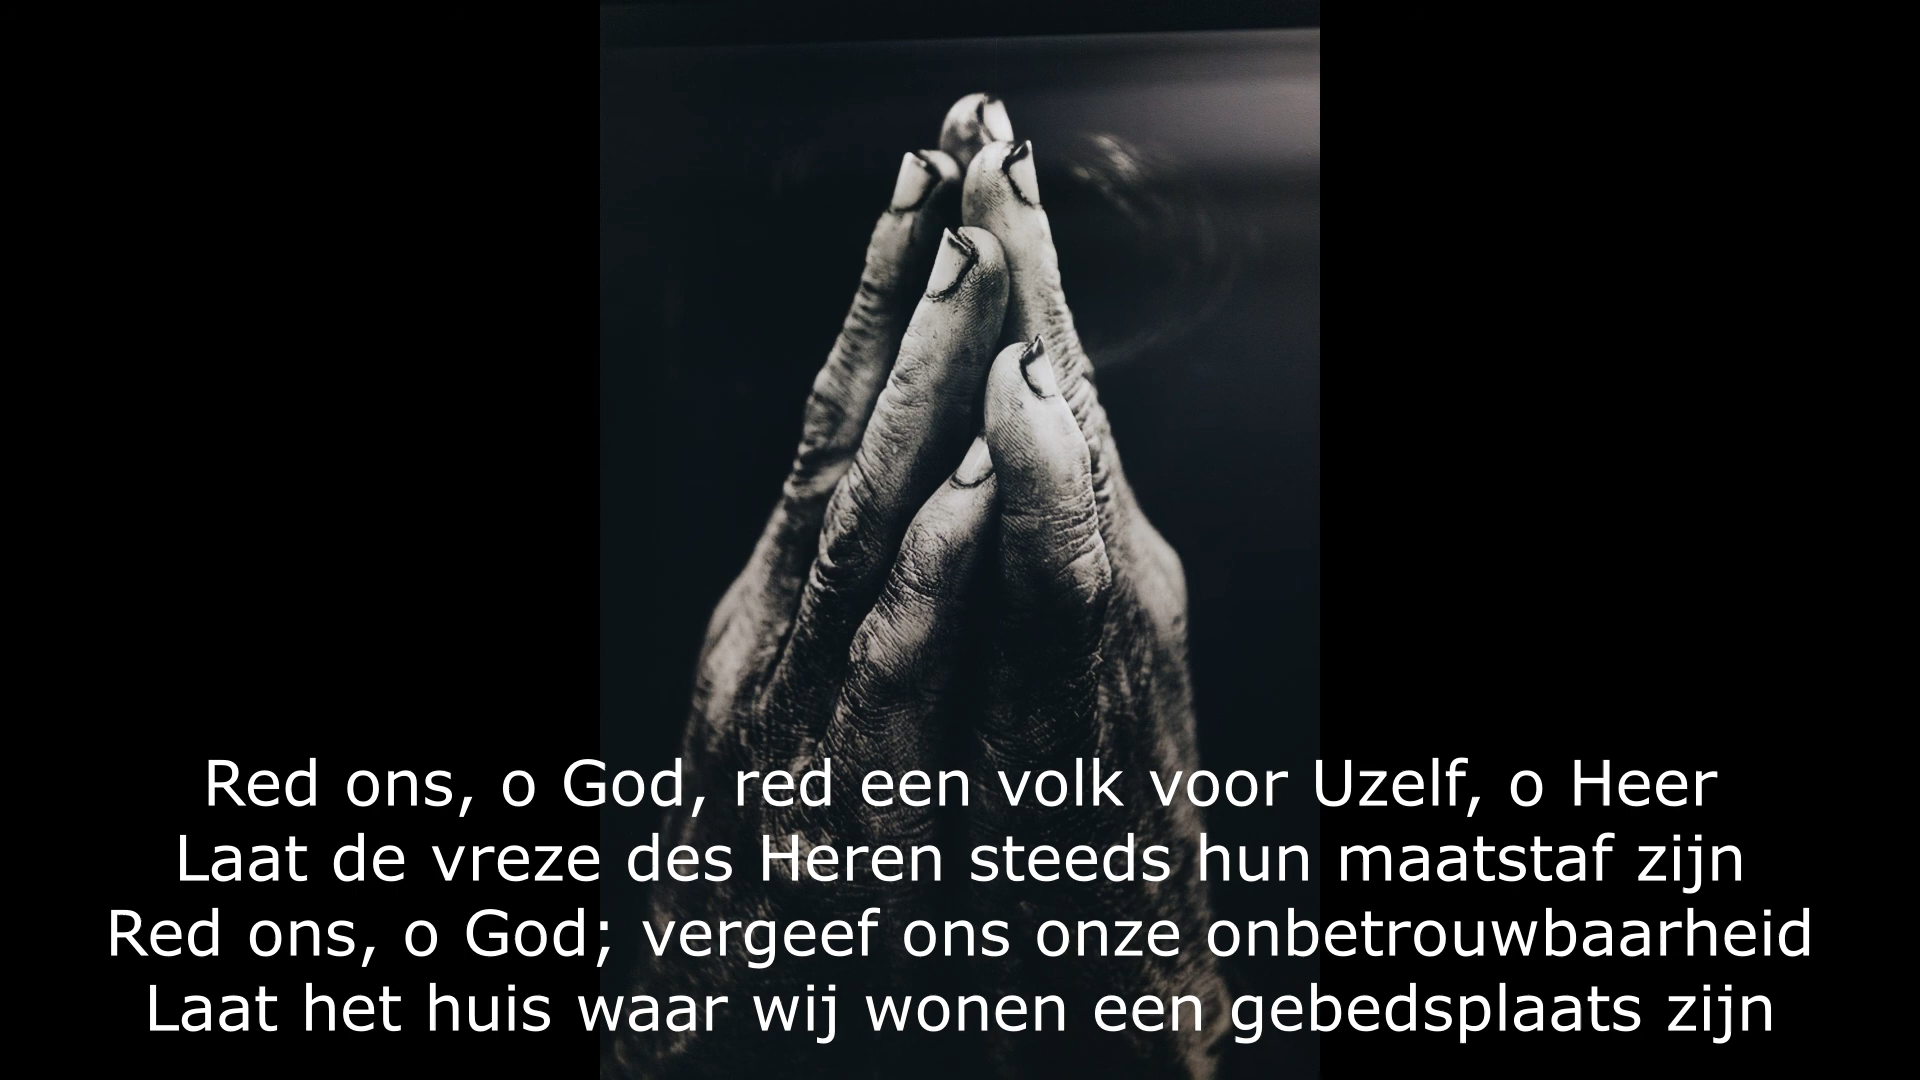 Red ons, o God, red een volk voor Uzelf, o Heer
Laat de vreze des Heren steeds hun maatstaf zijn
Red ons, o God; vergeef ons onze onbetrouwbaarheid
Laat het huis waar wij wonen een gebedsplaats zijn